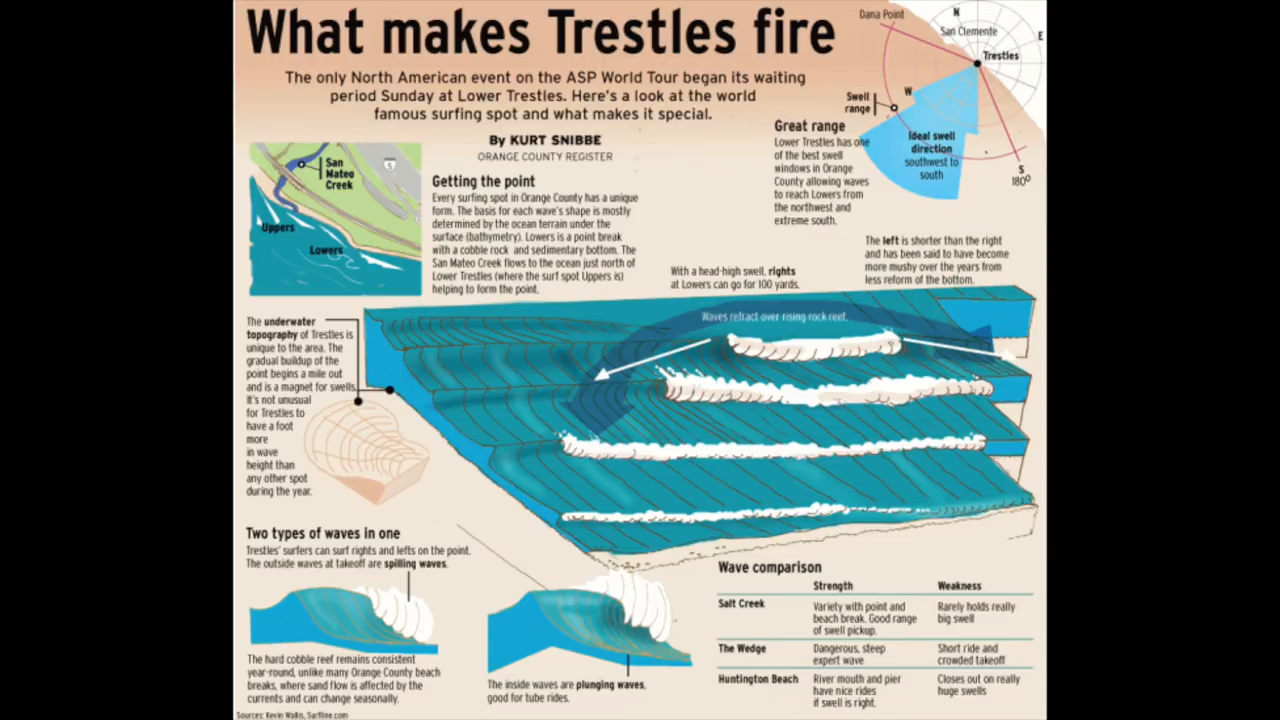 What makes Trestles fire
The only North American event on the ASP World Tour began its waiting
period Sunday at Lower Trestles. Here's a look at the world
famous surfing spot and what makes it special.
By KURT SNIBBE
ORANGE COUNTY REGISTER
Dana Point
N
San Clemente
E
Trestles
W
Swell
range
Ideal swell
direction
southwest to
south
S
180º
Great range
Lower Trestles has one
of the best swell
windows in Orange
County allowing waves
to reach Lowers from
the northwest and
extreme south.
San
Mateo
Creek
5
Uppers
Lowers
Getting the point
Every surfing spot in Orange County has a unique
form. The basis for each wave's shape is mostly
determined by the ocean terrain under the
surface (bathymetry). Lowers is a point break
with a cobble rock and sedimentary bottom. The
San Mateo Creek flows to the ocean just north of
Lower Trestles (where the surf spot Uppers is)
helping to form the point.
With a head-high swell, rights
at Lowers can go for 100 yards.
The left is shorter than the right
and has been said to have become
more mushy over the years from
less reform of the bottom.
Waves refract over rising rock reef.
The underwater
topography of Trestles is
unique to the area. The
gradual buildup of the
point begins a mile out
and is a magnet for swells.
It's not unusual
for Trestles to
have a foot
more
in wave
height than
any other spot
during the year.
Two types of waves in one
Trestles' surfers can surf rights and lefts on the point.
The outside waves at takeoff are spilling waves.
The hard cobble reef remains consistent
year-round, unlike many Orange County beach
breaks, where sand flow is affected by the
currents and can change seasonally.
The inside waves are plunging waves,
good for tube rides.
Wave comparison
Strength Weakness
Salt Creek Variety with point and Rarely holds really
beach break. Good range big swell
of swell pickup.
The Wedge Dangerous, steep Short ride and
expert wave crowded takeoff
Huntington Beach River mouth and pier Closes out on really
have nice rides huge swells
if swell is right.
Sources: Kevin Wallis, Surfline.com